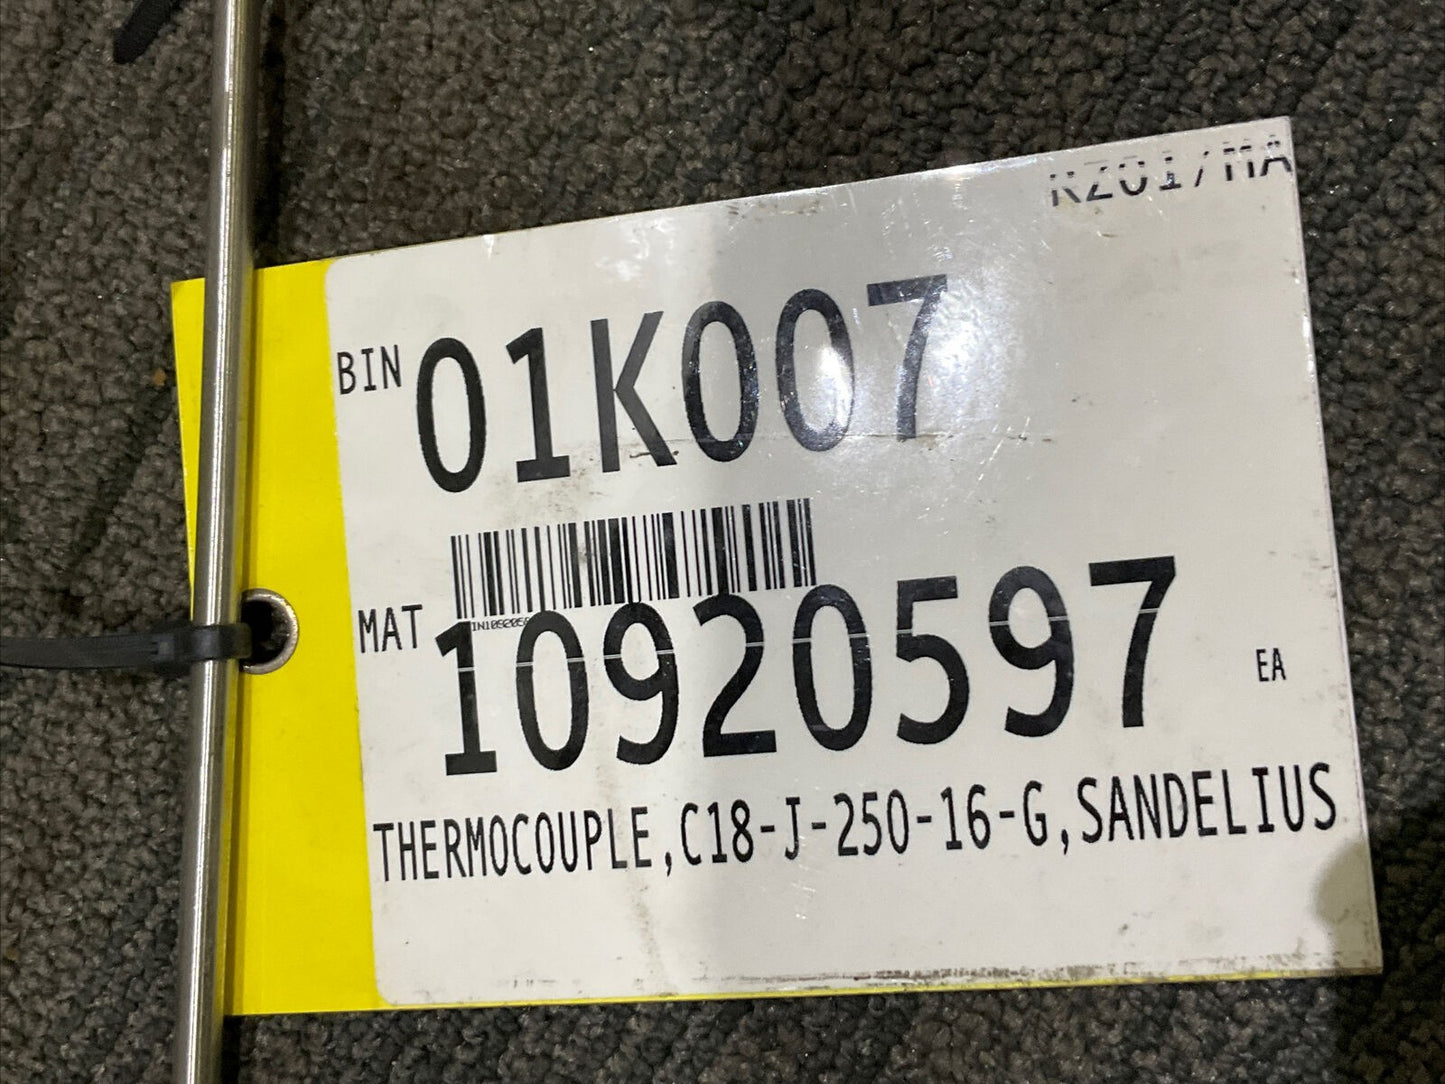 BIN 01K007
MAT 10920597 EA
THERMOCOUPLE,C18-J-250-16-G,SANDELIUS